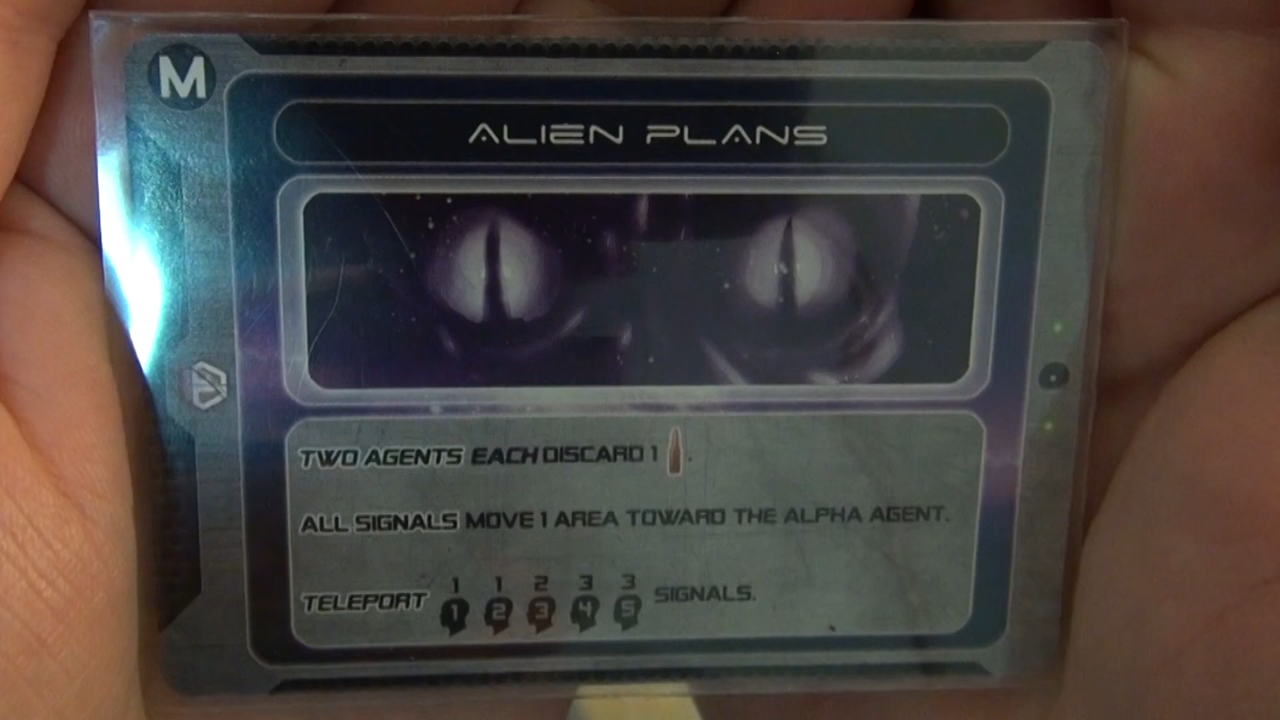 M
ALIEN PLANS
TWO AGENTS EACH DISCARD 1 .
ALL SIGNALS MOVE 1 AREA TOWARD THE ALPHA AGENT.
1 1 2 3 3
TELEPORT 1 2 3 4 5 SIGNALS.